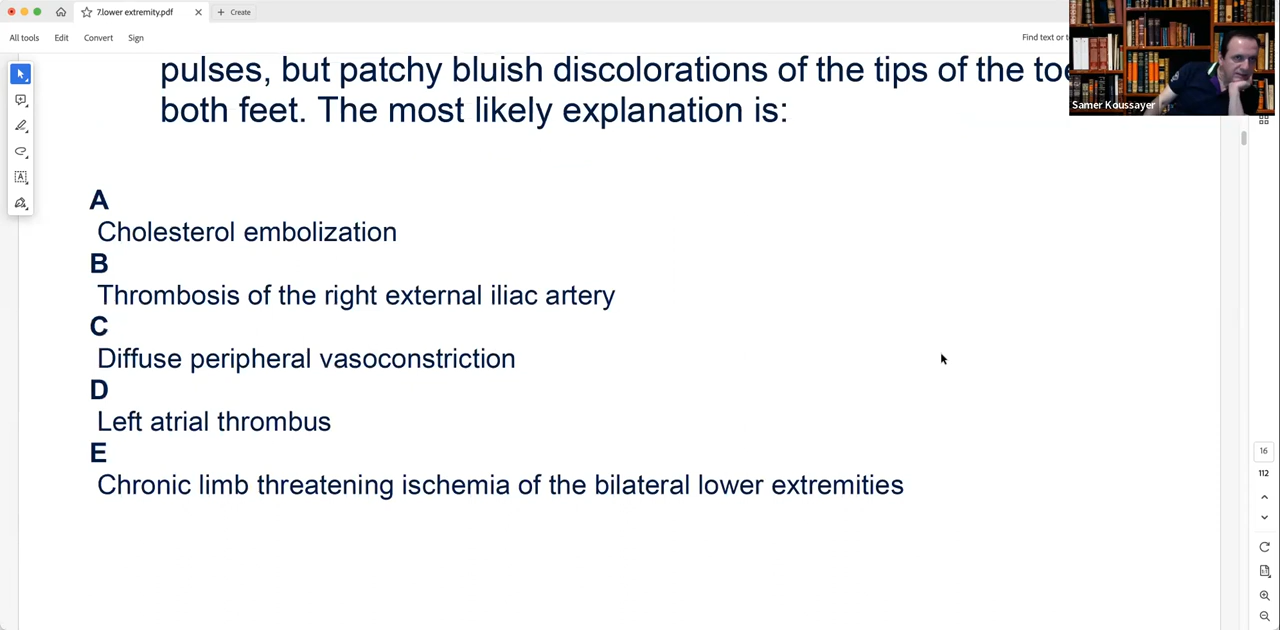 7.lower extremity.pdf
Create
All tools
Edit
Convert
Sign
Find text or t
pulses, but patchy bluish discolorations of the tips of the
both feet. The most likely explanation is:
Samer Koussayer
A
Cholesterol embolization
B
Thrombosis of the right external iliac artery
C
Diffuse peripheral vasoconstriction
D
Left atrial thrombus
E
Chronic limb threatening ischemia of the bilateral lower extremities
16
112